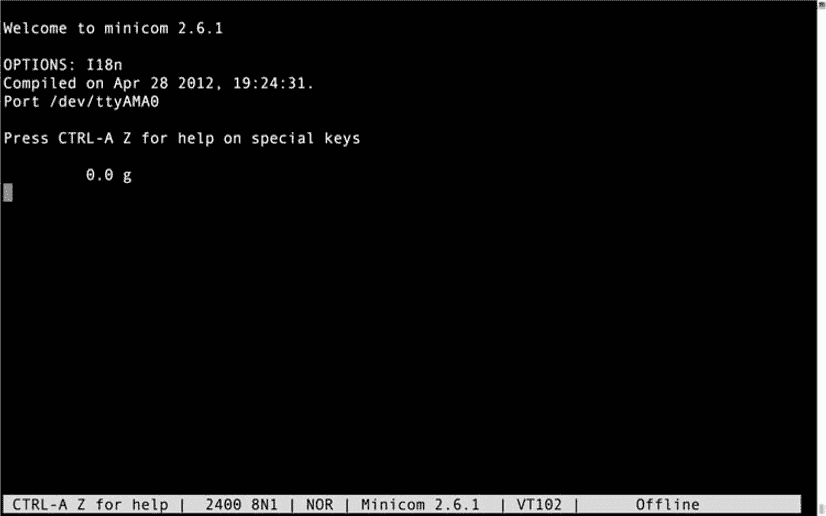 Welcome to minicom 2.6.1
OPTIONS: I18n
Compiled on Apr 28 2012, 19:24:31.
Port /dev/ttyAMA0
Press CTRL-A Z for help on special keys
0.0 g
CTRL-A Z for help | 2400 8N1 | NOR | Minicom 2.6.1 | VT102 | Offline